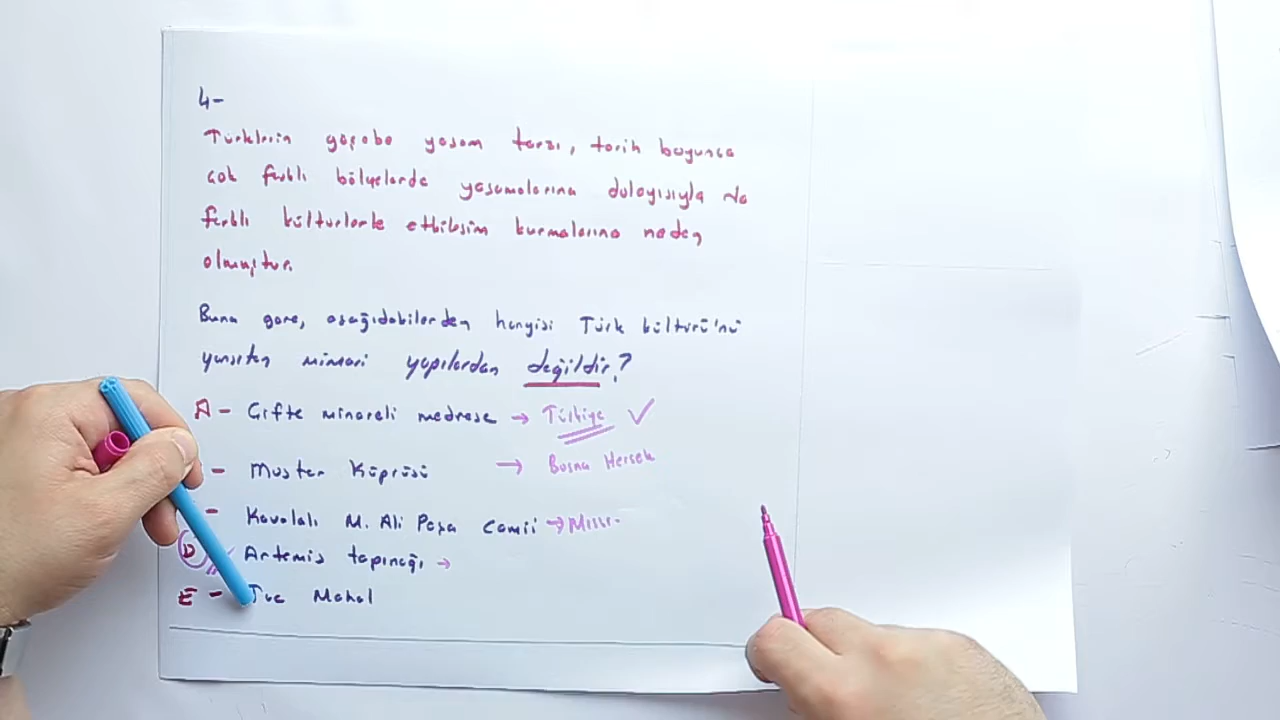 4-
Türklerin göçebe yaşam tarzı, tarih boyunca
çok farklı bölgelerde yaşamalarına dolayısıyla da
farklı kültürlerle etkileşim kurmalarına neden
olmuştur.
Buna göre, aşağıdakilerden hangisi Türk kültürü'nü
yansıtan mimari yapılardan değildir?
A- Çifte minareli medrese → Türkiye ✓
- Mostar Köprüsü → Bosna Hersek
- Kavalalı M. Ali Paşa Camii → Mısır
D Artemis tapınağı →
E- Tac Mahal